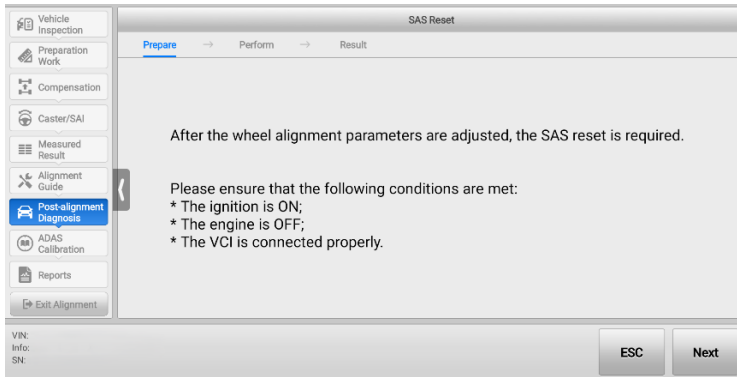 SAS Reset
Vehicle
Inspection
Preparation
Work
Compensation
Caster/SAI
Measured
Result
Alignment
Guide
Post-alignment
Diagnosis
ADAS
Calibration
Reports
Exit Alignment
Prepare → Perform → Result
After the wheel alignment parameters are adjusted, the SAS reset is required.
Please ensure that the following conditions are met:
* The ignition is ON;
* The engine is OFF;
* The VCI is connected properly.
VIN:
Info:
SN:
ESC
Next